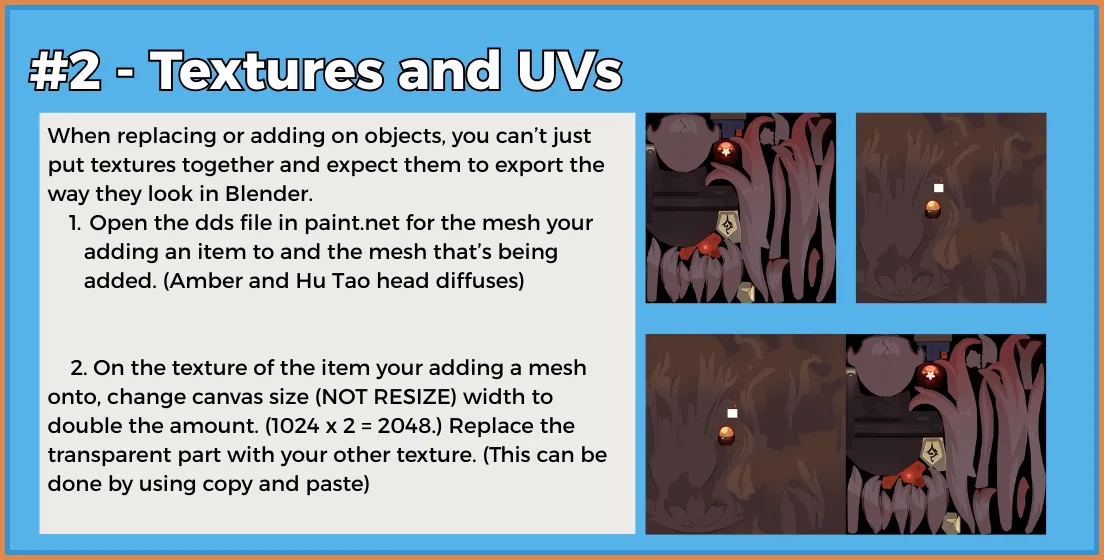 #2 - Textures and UVs
When replacing or adding on objects, you can’t just
put textures together and expect them to export the
way they look in Blender.
1. Open the dds file in paint.net for the mesh your
adding an item to and the mesh that’s being
added. (Amber and Hu Tao head diffuses)
2. On the texture of the item your adding a mesh
onto, change canvas size (NOT RESIZE) width to
double the amount. (1024 x 2 = 2048.) Replace the
transparent part with your other texture. (This can be
done by using copy and paste)